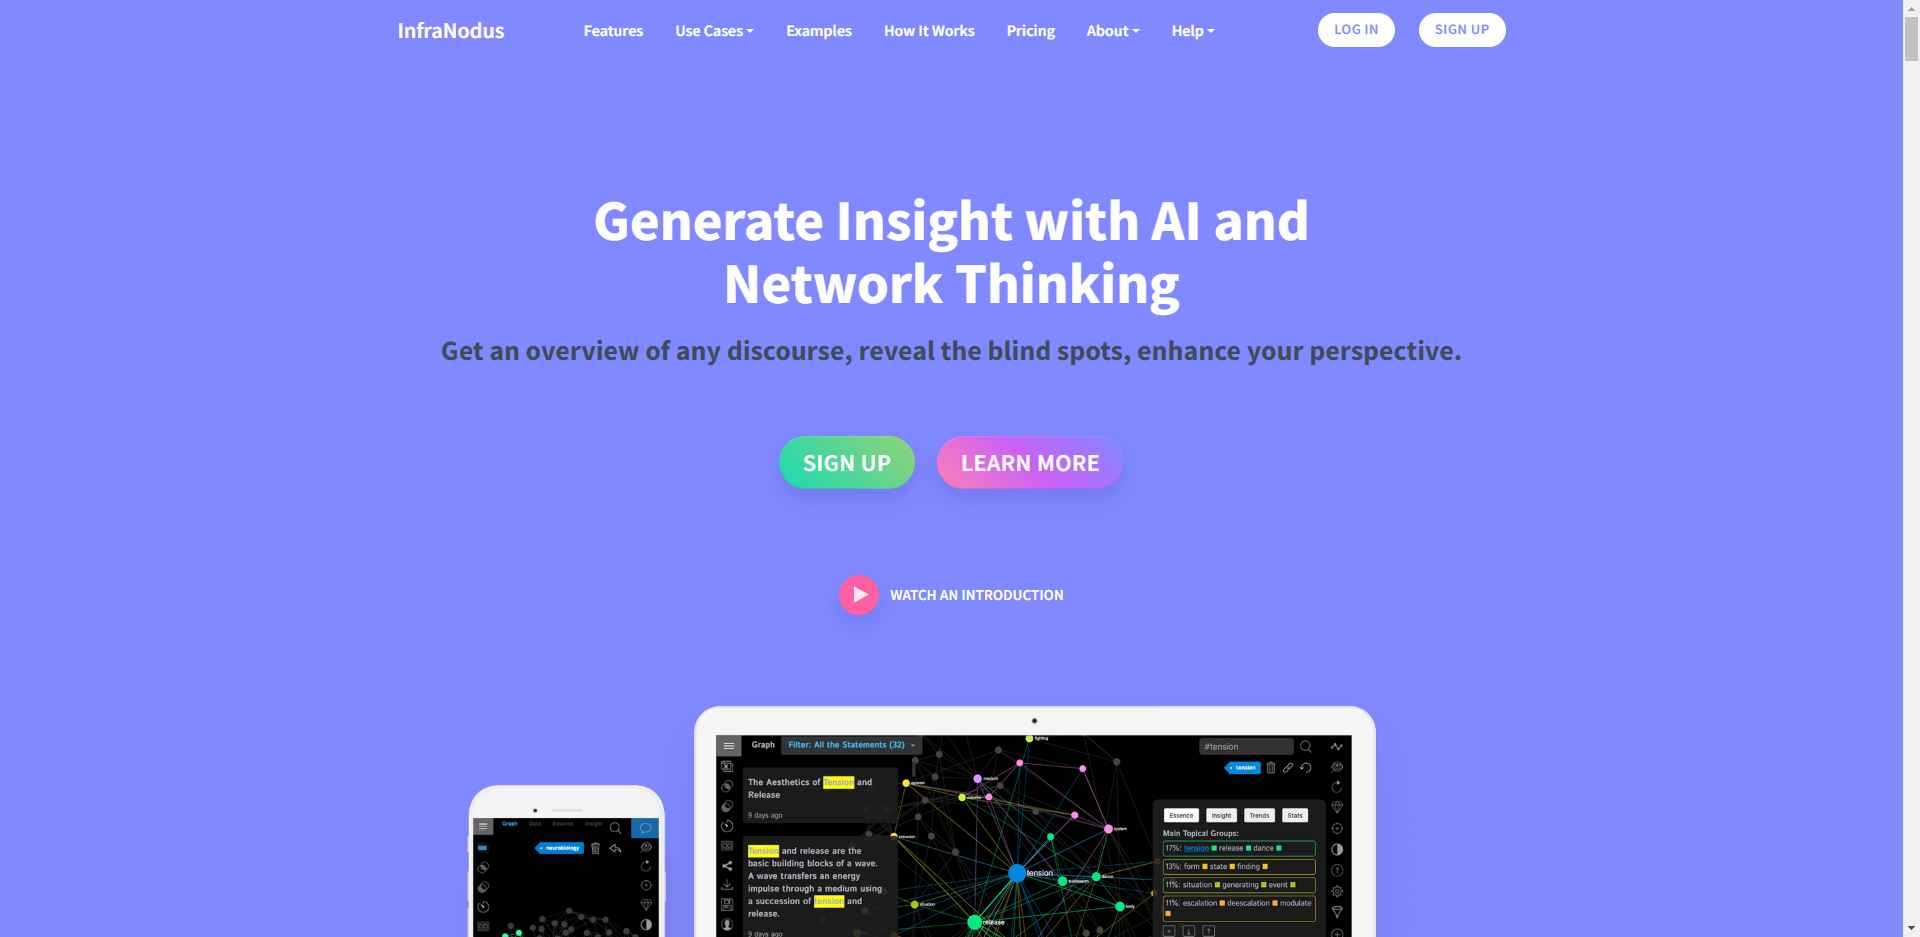 InfraNodus
Features
Use Cases
Examples
How It Works
Pricing
About
Help
LOG IN
SIGN UP
Generate Insight with AI and
Network Thinking
Get an overview of any discourse, reveal the blind spots, enhance your perspective.
SIGN UP
LEARN MORE
WATCH AN INTRODUCTION
Graph
Filter: All the Statements (32)
#tension
tension
The Aesthetics of Tension and
Release
9 days ago
Tension and release are the
basic building blocks of a wave.
A wave transfers an energy
impulse through a medium using
a succession of tension and
release.
9 days ago
fighting
system
tension
release
Essence
Insight
Trends
Stats
Main Topical Groups:
17%: tension release dance
13%: form state finding
11%: situation generating event
11%: escalation deescalation modulate
Graph
neurobiology